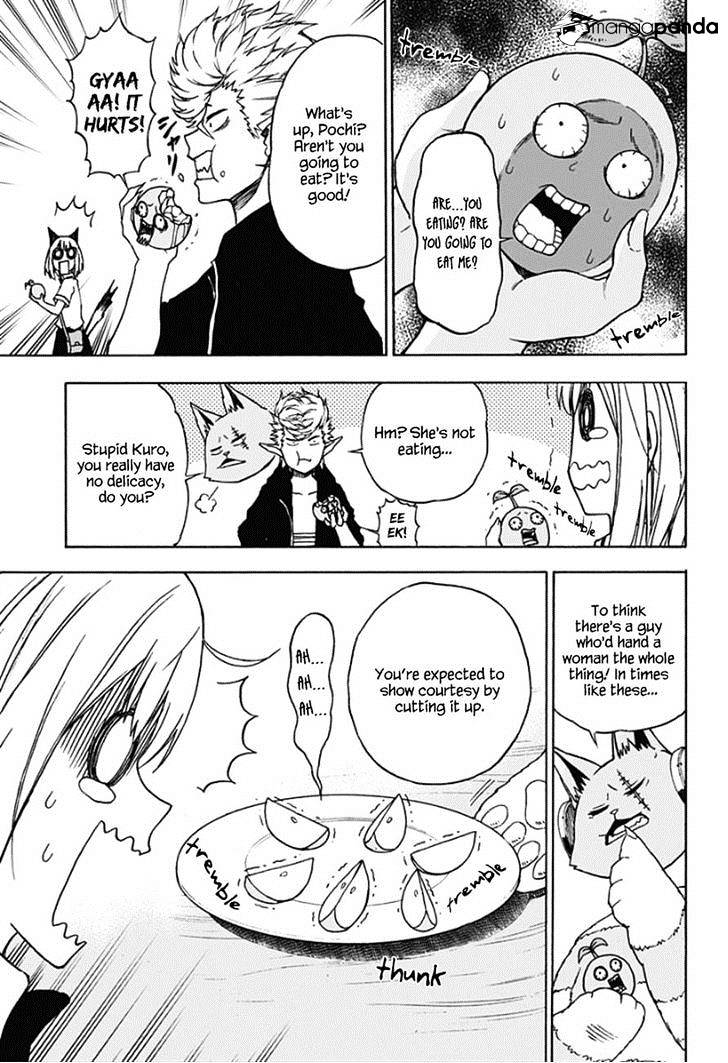 mangapanda
tremble
ARE...YOU
EATING? ARE
YOU GOING TO
EAT ME?
tremble
What's
up, Pochi?
Aren't you
going to
eat? It's
good!
GYAA
AA! IT
HURTS!
Hm? She's not
eating...
tremble
tremble
EE
EK!
Stupid Kuro,
you really have
no delicacy,
do you?
To think
there's a guy
who'd hand a
woman the whole
thing! In times
like these...
You're expected to
show courtesy by
cutting it up.
AH...
AH...
AH...
tremble
tremble
thunk